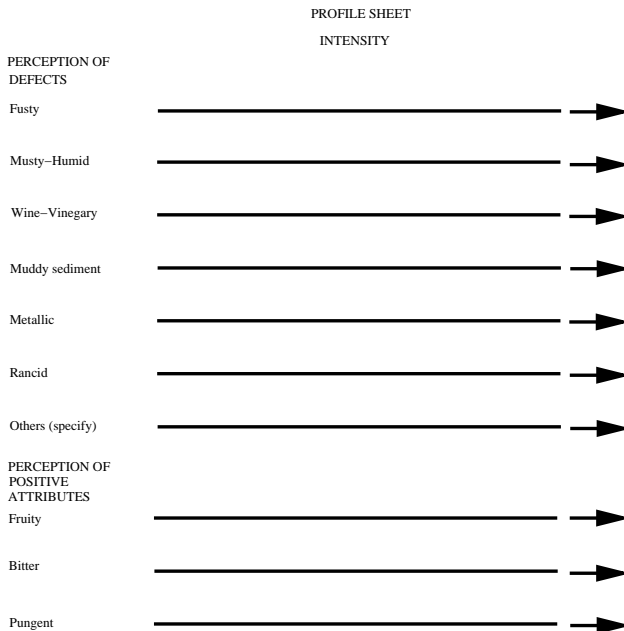 PROFILE SHEET
INTENSITY
PERCEPTION OF
DEFECTS
Fusty
Musty−Humid
Wine−Vinegary
Muddy sediment
Metallic
Rancid
Others (specify)
PERCEPTION OF
POSITIVE
ATTRIBUTES
Fruity
Bitter
Pungent